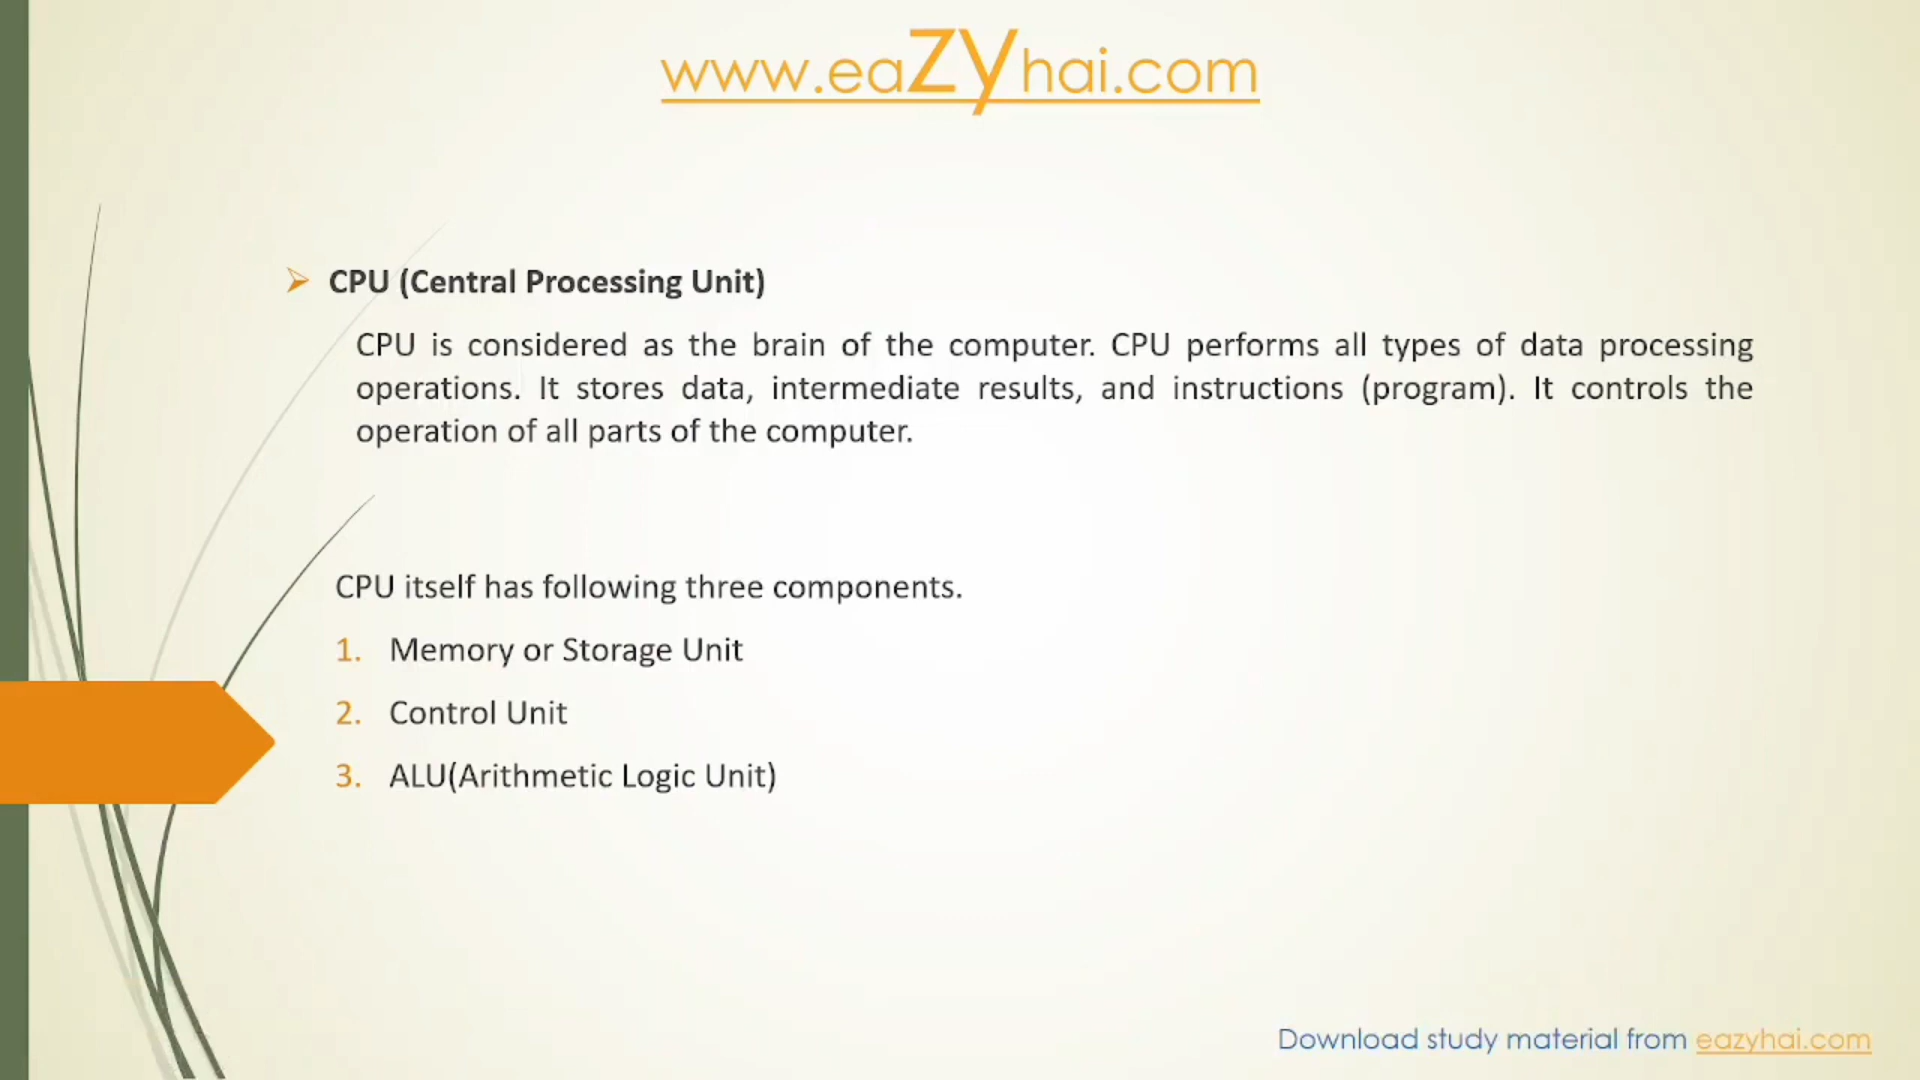 www.eaZYhai.com
CPU (Central Processing Unit)
CPU is considered as the brain of the computer. CPU performs all types of data processing
operations. It stores data, intermediate results, and instructions (program). It controls the
operation of all parts of the computer.
CPU itself has following three components.
1. Memory or Storage Unit
2. Control Unit
3. ALU(Arithmetic Logic Unit)
Download study material from eazyhai.com